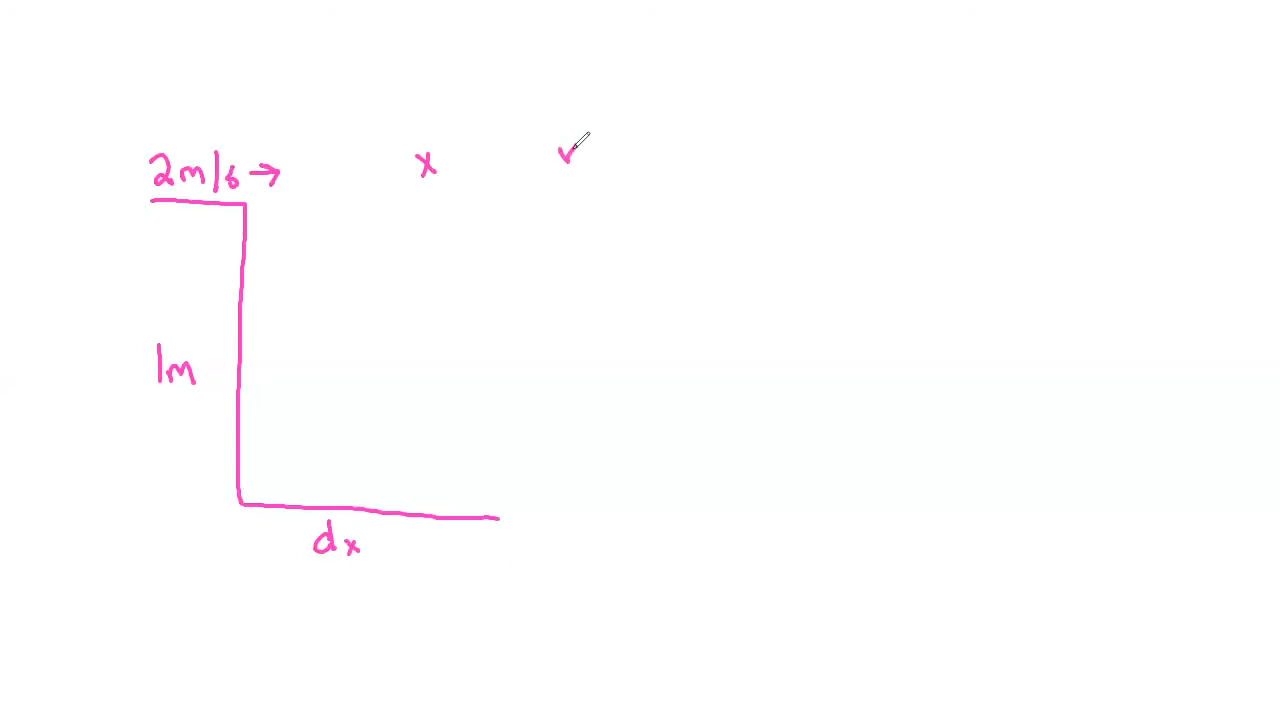 2m/s → x
1m
dx